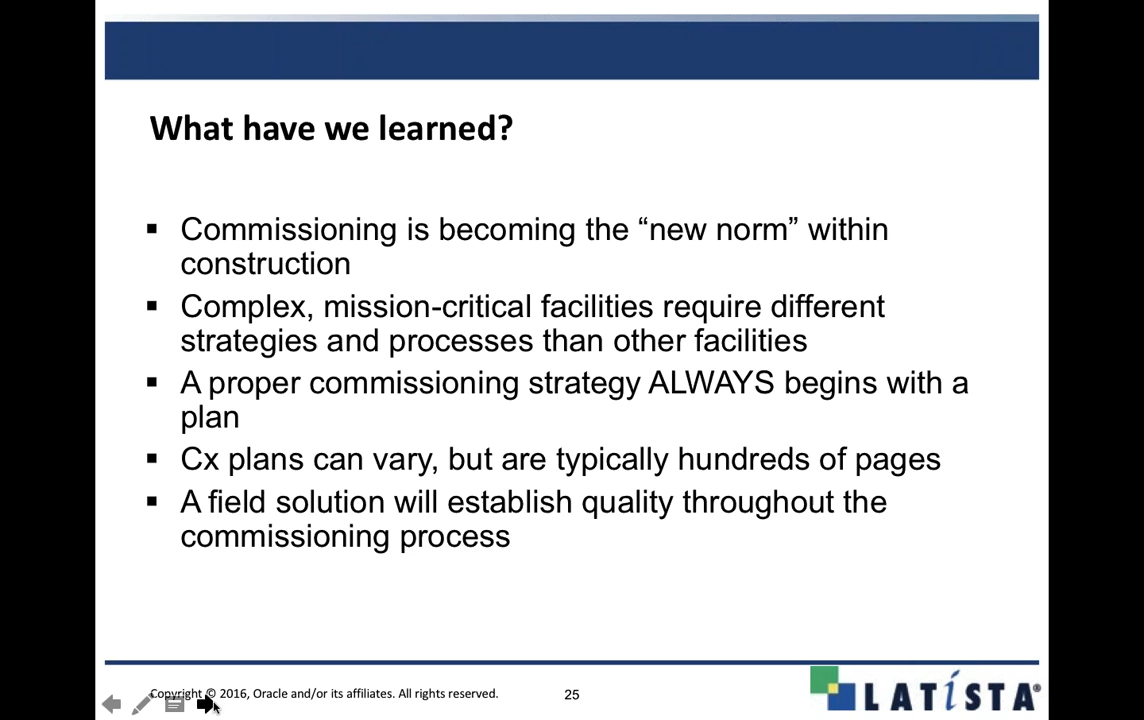 What have we learned?
▪ Commissioning is becoming the “new norm” within
construction
▪ Complex, mission-critical facilities require different
strategies and processes than other facilities
▪ A proper commissioning strategy ALWAYS begins with a
plan
▪ Cx plans can vary, but are typically hundreds of pages
▪ A field solution will establish quality throughout the
commissioning process
Copyright © 2016, Oracle and/or its affiliates. All rights reserved.
25
LATíSTA®